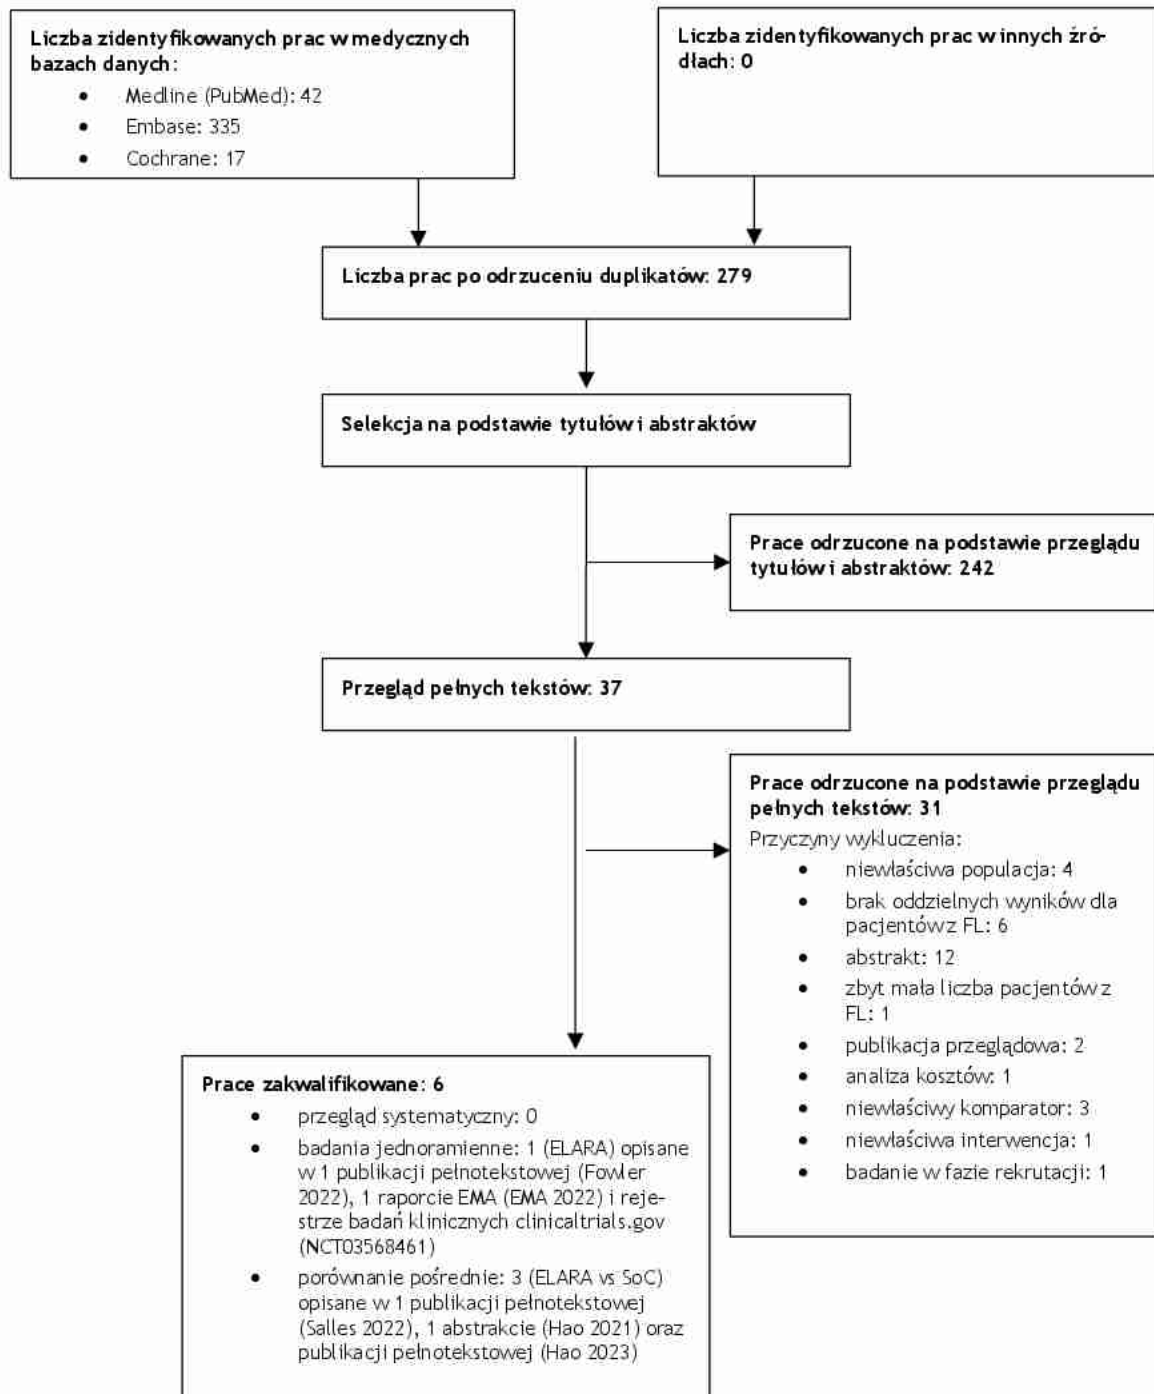 Liczba zidentyfikowanych prac w medycznych
bazach danych:
• Medline (PubMed): 42
• Embase: 335
• Cochrane: 17
Liczba zidentyfikowanych prac w innych źró-
dłach: 0
Liczba prac po odrzuceniu duplikatów: 279
Selekcja na podstawie tytułów i abstraktów
Prace odrzucone na podstawie przeglądu
tytułów i abstraktów: 242
Przegląd pełnych tekstów: 37
Prace odrzucone na podstawie przeglądu
pełnych tekstów: 31
Przyczyny wykluczenia:
• niewłaściwa populacja: 4
• brak oddzielnych wyników dla
pacjentów z FL: 6
• abstrakt: 12
• zbyt mała liczba pacjentów z
FL: 1
• publikacja przeglądowa: 2
• analiza kosztów: 1
• niewłaściwy komparator: 3
• niewłaściwa interwencja: 1
• badanie w fazie rekrutacji: 1
Prace zakwalifikowane: 6
• przegląd systematyczny: 0
• badania jednoramienne: 1 (ELARA) opisane
w 1 publikacji pełnotekstowej (Fowler
2022), 1 raporcie EMA (EMA 2022) i reje-
strze badań klinicznych clinicaltrials.gov
(NCT03568461)
• porównanie pośrednie: 3 (ELARA vs SoC)
opisane w 1 publikacji pełnotekstowej
(Salles 2022), 1 abstrakcie (Hao 2021) oraz
publikacji pełnotekstowej (Hao 2023)